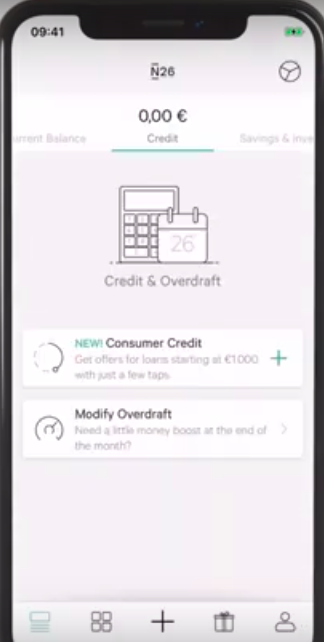 09:41
N26
0,00 €
rrent Balance
Credit
Savings & Inve
26
Credit & Overdraft
NEW! Consumer Credit
Get offers for loans starting at €1000
with just a few taps.
Modify Overdraft
Need a little money boost at the end of
the month?